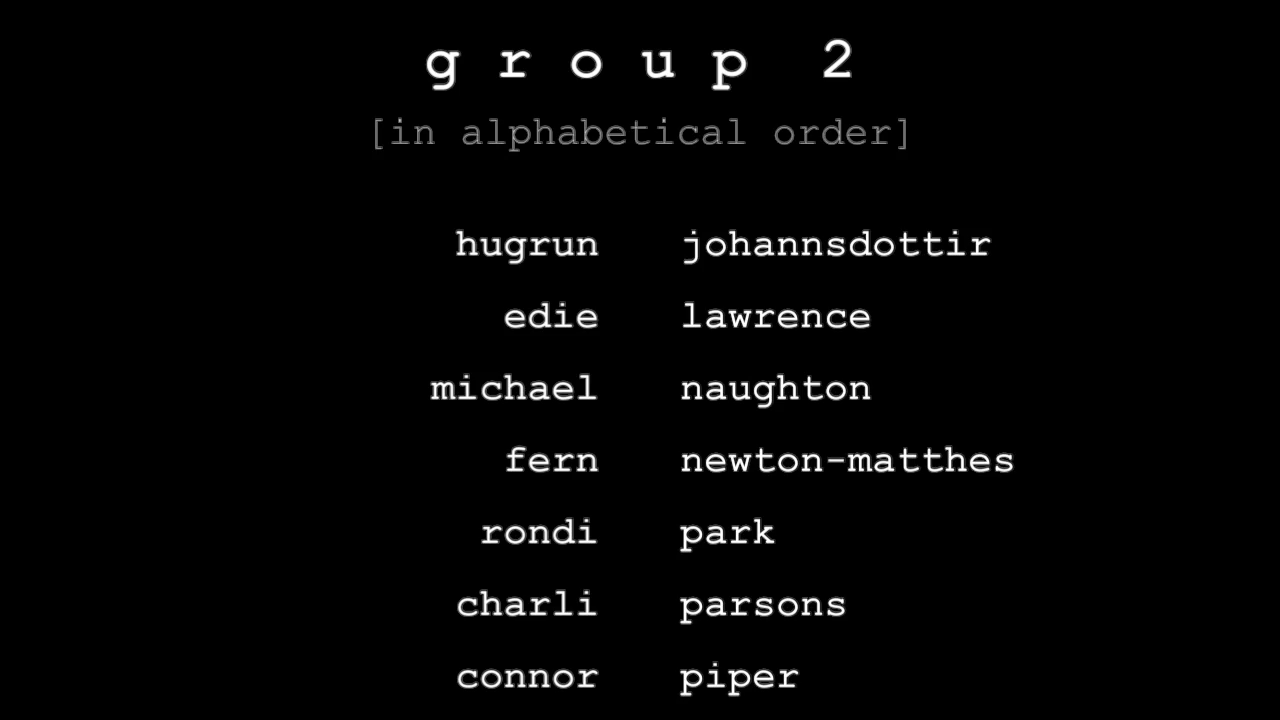 group 2
[in alphabetical order]
hugrun johannsdottir
edie lawrence
michael naughton
fern newton-matthes
rondi park
charli parsons
connor piper